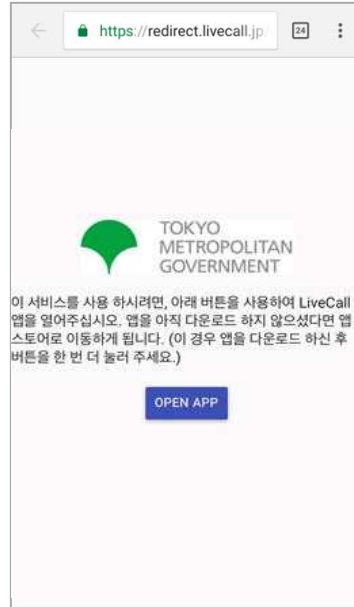 https://redirect.livecall.jp/
24
TOKYO
METROPOLITAN
GOVERNMENT
이 서비스를 사용 하시려면, 아래 버튼을 사용하여 LiveCall
앱을 열어주십시오. 앱을 아직 다운로드 하지 않으셨다면 앱
스토어로 이동하게 됩니다. (이 경우 앱을 다운로드 하신 후
버튼을 한 번 더 눌러 주세요.)
OPEN APP